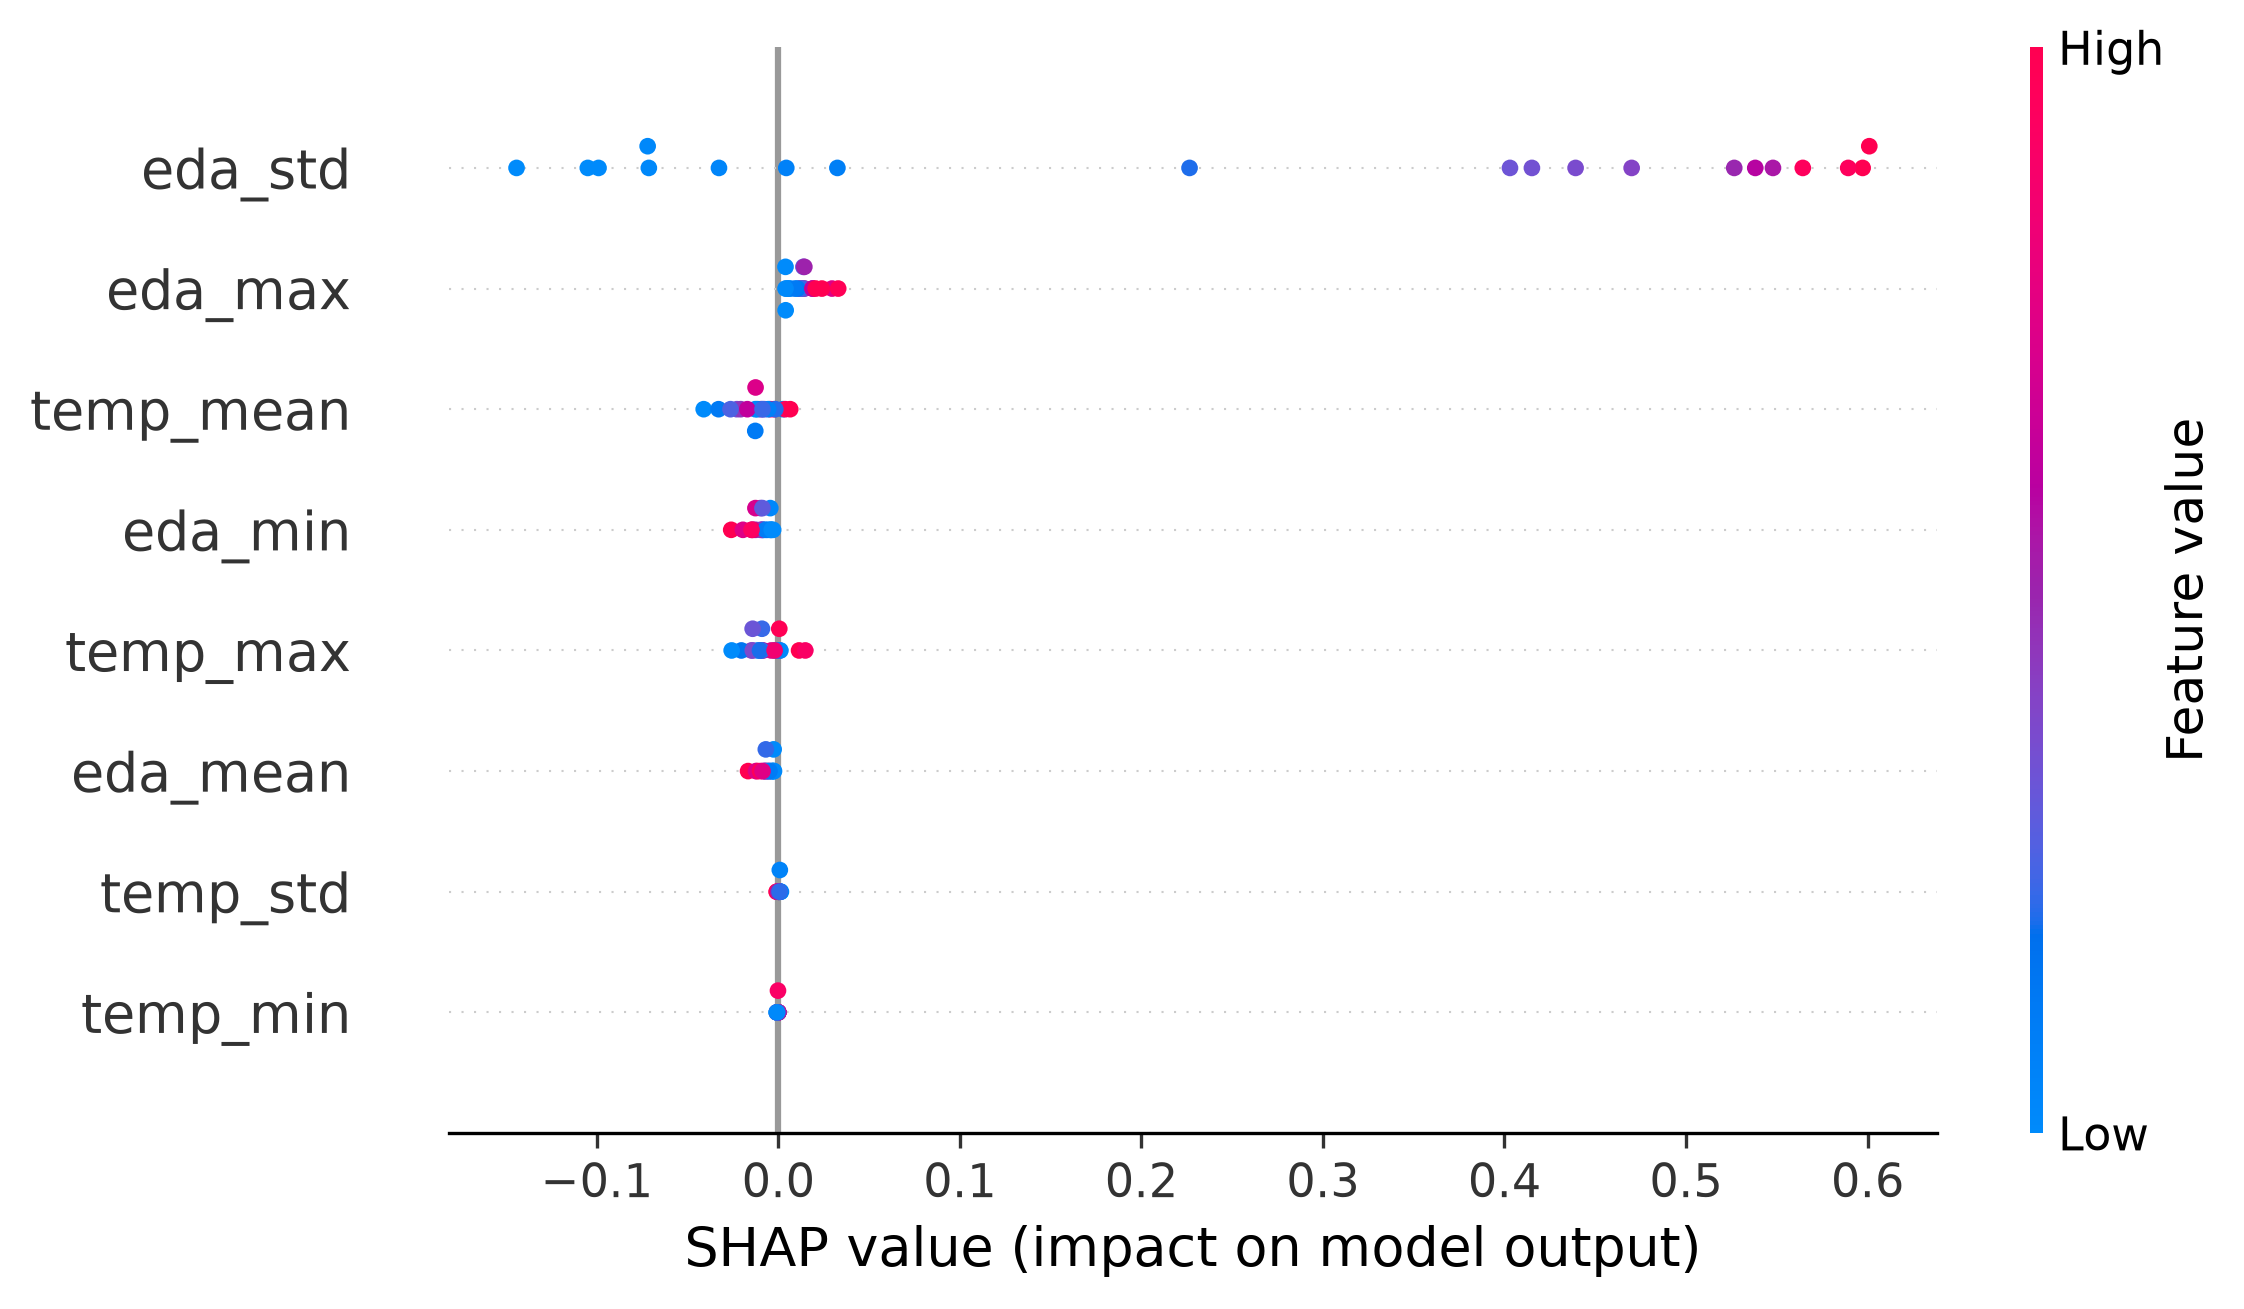 High
eda_std
eda_max
temp_mean
eda_min
temp_max
eda_mean
temp_std
temp_min
Feature value
Low
−0.1 0.0 0.1 0.2 0.3 0.4 0.5 0.6
SHAP value (impact on model output)